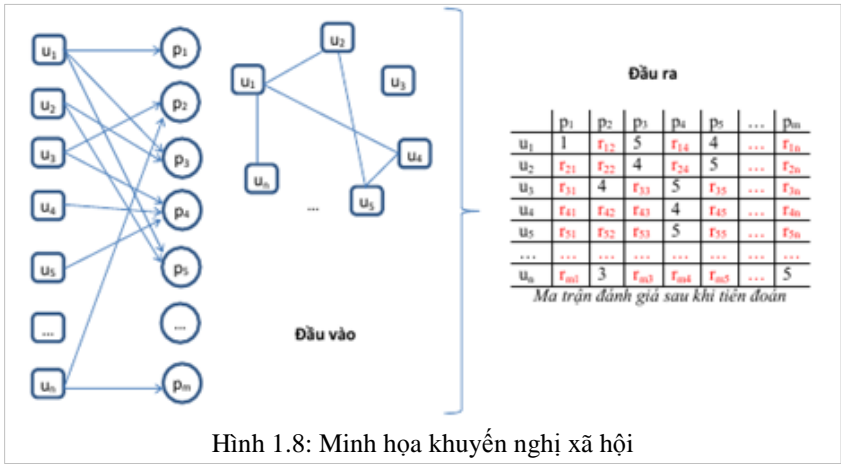 u₁
u₂
u₃
u₄
u₅
...
uₙ
p₁
p₂
p₃
p₄
p₅
...
pₘ
u₂
u₁
u₃
u₄
uₙ
u₅
...
Đầu vào
Đầu ra
p₁ p₂ p₃ p₄ p₅ … pₘ
u₁ 1 r₁₂ 5 r₁₄ 4 … r₁ₙ
u₂ r₂₁ r₂₂ 4 r₂₄ 5 … r₂ₙ
u₃ r₃₁ 4 r₃₃ 5 r₃₅ … r₃ₙ
u₄ r₄₁ r₄₂ r₄₃ 4 r₄₅ … r₄ₙ
u₅ r₅₁ r₅₂ r₅₃ 5 r₅₅ … r₅ₙ
… … … … … … … …
uₙ rₘ₁ 3 rₘ₃ rₘ₄ rₘ₅ … 5
Ma trận đánh giá sau khi tiên đoán
Hình 1.8: Minh họa khuyến nghị xã hội